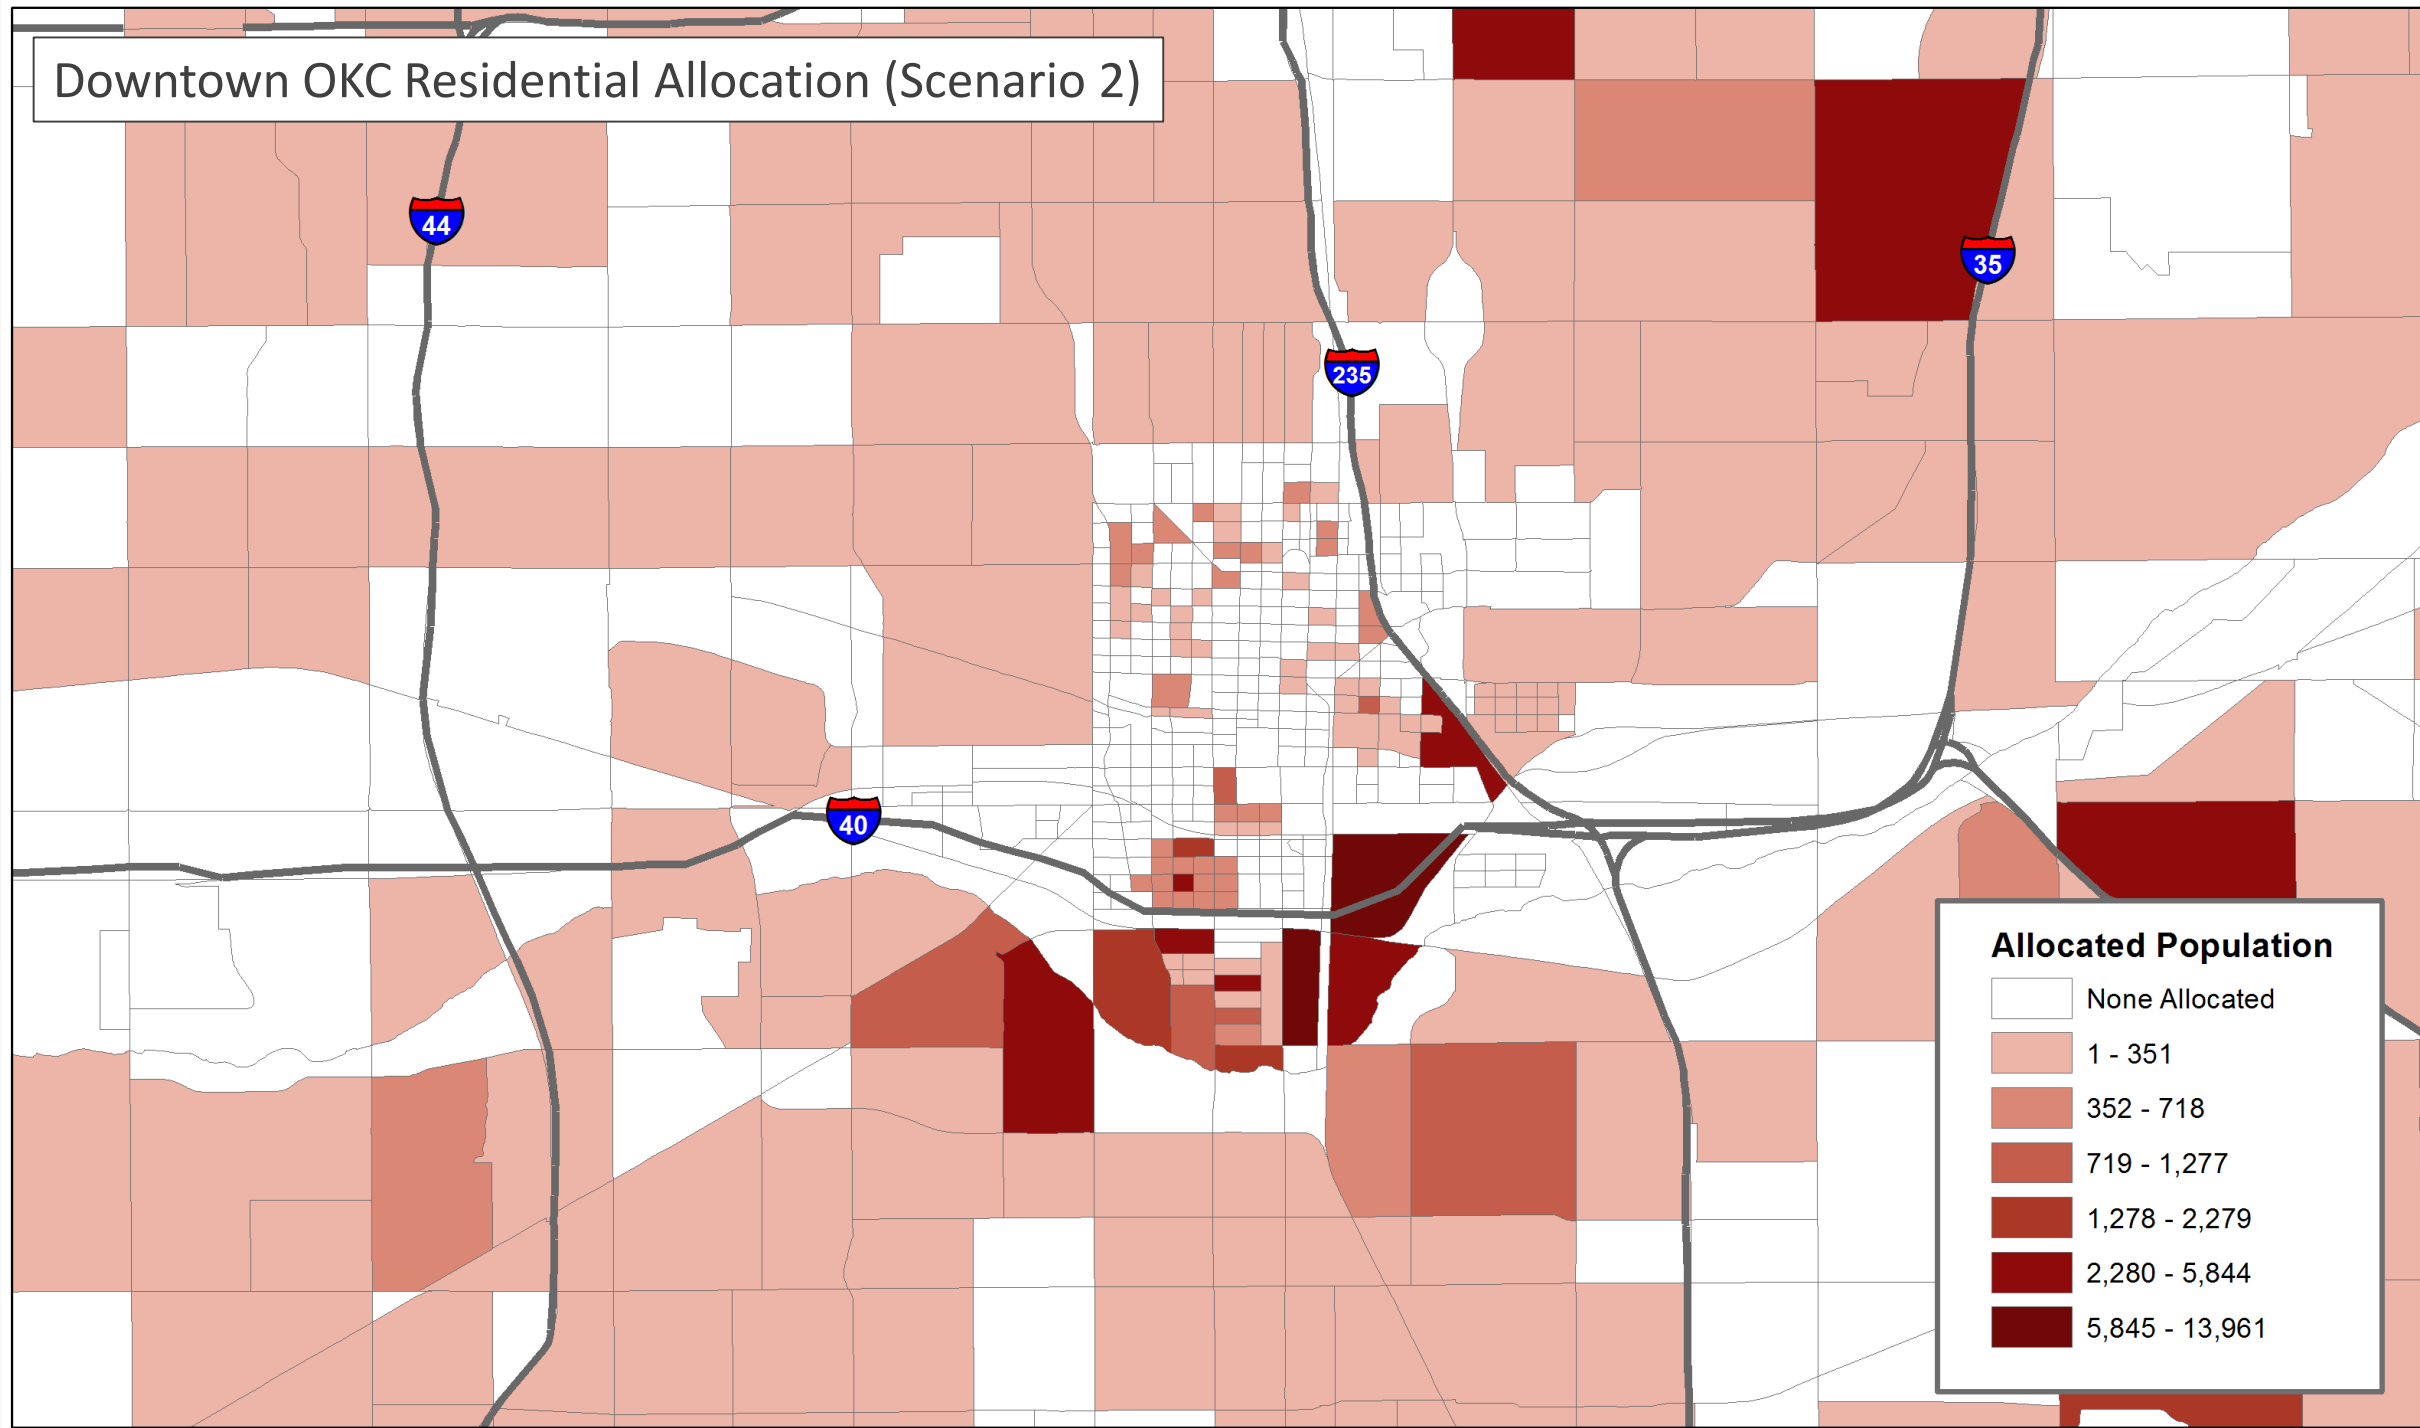 Downtown OKC Residential Allocation (Scenario 2)
44
35
235
40
Allocated Population
None Allocated
1 - 351
352 - 718
719 - 1,277
1,278 - 2,279
2,280 - 5,844
5,845 - 13,961